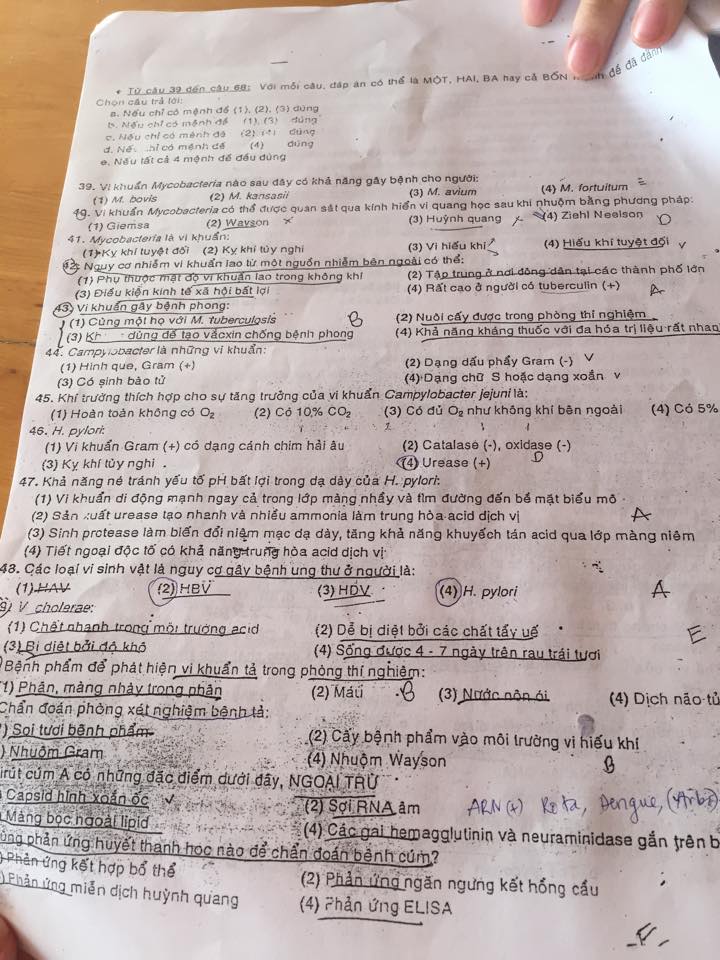 Từ câu 39 đến câu 68: Với mỗi câu, đáp án có thể là MỘT, HAI, BA hay cả BỐN đề đã đánh
Chọn câu trả lời:
a. Nếu chỉ có mệnh đề (1), (2), (3) đúng
b. Nếu chỉ có mệnh đề (1), (3) đúng
c. Nếu chỉ có mệnh đề (2), (4) đúng
d. Nếu chỉ có mệnh đề (4) đúng
e. Nếu tất cả 4 mệnh đề đều đúng
39. Vi khuẩn Mycobacteria nào sau đây có khả năng gây bệnh cho người:
(1) M. bovis (2) M. kansasii (3) M. avium (4) M. fortuitum
40. Vi khuẩn Mycobacteria có thể được quan sát qua kính hiển vi quang học sau khi nhuộm bằng phương pháp:
(1) Giemsa (2) Wayson x (3) Huỳnh quang x (4) Ziehl Neelson D
41. Mycobacteria là vi khuẩn:
(1) Kỵ khí tuyệt đối (2) Kỵ khí tùy nghi (3) Vi hiếu khí (4) Hiếu khí tuyệt đối v
42. Nguy cơ nhiễm vi khuẩn lao từ một nguồn nhiễm bên ngoài có thể:
(1) Phụ thuộc mật độ vi khuẩn lao trong không khí (2) Tập trung ở nơi đông dân tại các thành phố lớn
(3) Điều kiện kinh tế xã hội bất lợi (4) Rất cao ở người có tuberculin (+) A
43. Vi khuẩn gây bệnh phong:
(1) Cùng một họ với M. tuberculosis B (2) Nuôi cấy được trong phòng thí nghiệm
(3) dùng để tạo vắcxin chống bệnh phong (4) Khả năng kháng thuốc với đa hóa trị liệu rất
44. Campylobacter là những vi khuẩn:
(1) Hình que, Gram (+) (2) Dạng dấu phẩy Gram (-) v
(3) Có sinh bào tử (4) Dạng chữ S hoặc dạng xoắn v
45. Khí trường thích hợp cho sự tăng trưởng của vi khuẩn Campylobacter jejuni là:
(1) Hoàn toàn không có O2 (2) Có 10% CO2 (3) Có đủ O2 như không khí bên ngoài (4) Có 5%
46. H. pylori:
(1) Vi khuẩn Gram (+) có dạng cánh chim hải âu (2) Catalase (-), oxidase (-)
(3) Kỵ khí tùy nghi (4) Urease (+) D
47. Khả năng né tránh yếu tố pH bất lợi trong dạ dày của H. pylori:
(1) Vi khuẩn di động mạnh ngay cả trong lớp màng nhầy và tìm đường đến bề mặt biểu mô
(2) Sản xuất urease tạo nhanh và nhiều ammonia làm trung hòa acid dịch vị A
(3) Sinh protease làm biến đổi niệm mạc dạ dày, tăng khả năng khuyếch tán acid qua lớp màng niêm
(4) Tiết ngoại độc tố có khả năng trung hòa acid dịch vị
48. Các loại vi sinh vật là nguy cơ gây bệnh ung thư ở người là:
(1) HAV (2) HBV (3) HDV (4) H. pylori A
9) V cholerae:
(1) Chết nhanh trong môi trường acid (2) Dễ bị diệt bởi các chất tẩy uế E
(3) Bị diệt bởi độ khô (4) Sống được 4 - 7 ngày trên rau trái tươi
Bệnh phẩm để phát hiện vi khuẩn tả trong phòng thí nghiệm:
1) Phân, màng nhày trong phân (2) Máu B (3) Nước nôn ói (4) Dịch não tủ
Chẩn đoán phòng xét nghiệm bệnh tả:
) Soi tươi bệnh phẩm (2) Cấy bệnh phẩm vào môi trường vi hiếu khí
) Nhuộm Gram (4) Nhuộm Wayson B
irút cúm A có những đặc điểm dưới đây, NGOẠI TRỪ
Capsid hình xoắn ốc v (2) Sợi RNA âm ARN (+) Rota, Dengue,
Màng bọc ngoài lipid (4) Các gai hemagglutinin và neuraminidase gắn trên b
ùng phản ứng huyết thanh học nào để chẩn đoán bệnh cúm?
) Phản ứng kết hợp bổ thể (2) Phản ứng ngăn ngưng kết hồng cầu
) Phản ứng miễn dịch huỳnh quang (4) Phản ứng ELISA